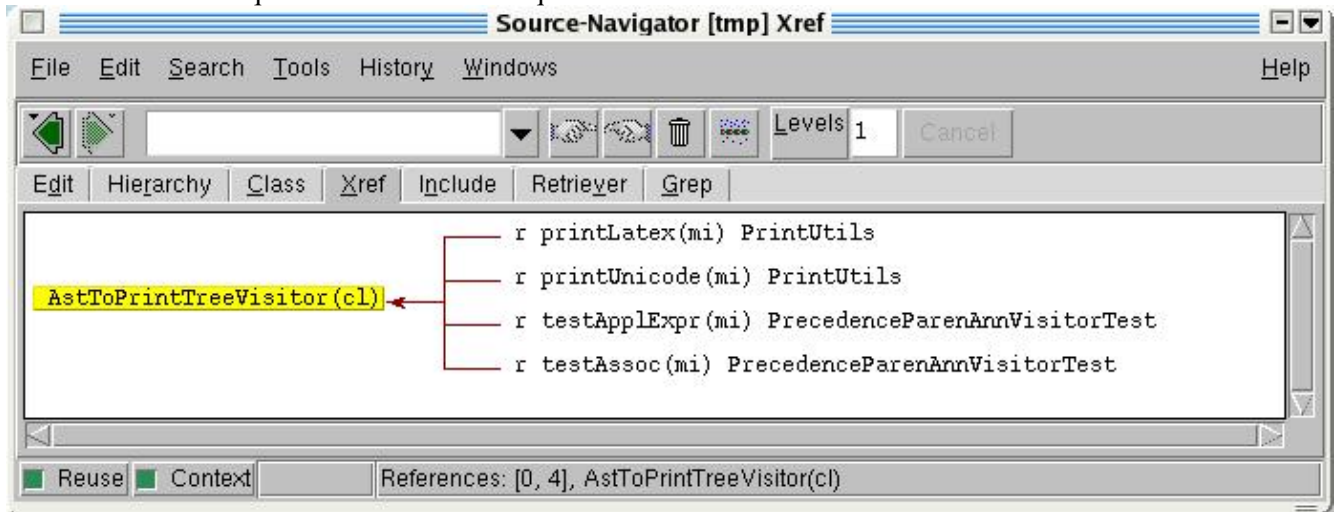 Source-Navigator [tmp] Xref
File Edit Search Tools History Windows Help
Levels 1 Cancel
Edit Hierarchy Class Xref Include Retriever Grep
r printLatex(mi) PrintUtils
r printUnicode(mi) PrintUtils
AstToPrintTreeVisitor(cl)
r testApplExpr(mi) PrecedenceParenAnnVisitorTest
r testAssoc(mi) PrecedenceParenAnnVisitorTest
Reuse Context References: [0, 4], AstToPrintTreeVisitor(cl)